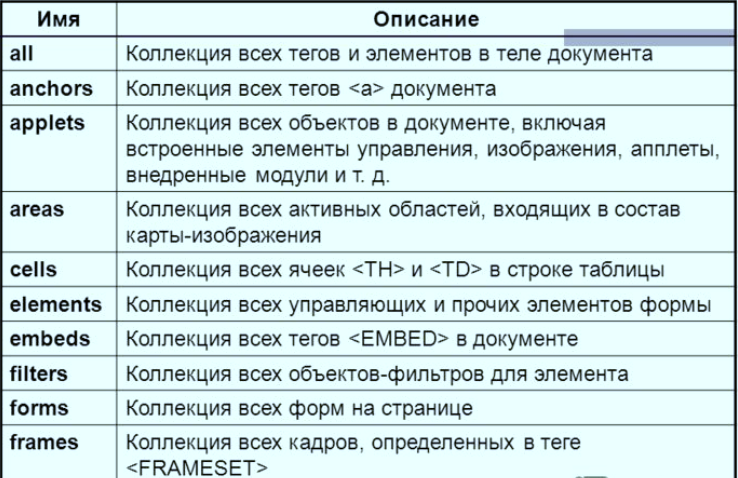 Имя Описание
all Коллекция всех тегов и элементов в теле документа
anchors Коллекция всех тегов <a> документа
applets Коллекция всех объектов в документе, включая
встроенные элементы управления, изображения, апплеты,
внедренные модули и т. д.
areas Коллекция всех активных областей, входящих в состав
карты-изображения
cells Коллекция всех ячеек <TH> и <TD> в строке таблицы
elements Коллекция всех управляющих и прочих элементов формы
embeds Коллекция всех тегов <EMBED> в документе
filters Коллекция всех объектов-фильтров для элемента
forms Коллекция всех форм на странице
frames Коллекция всех кадров, определенных в теге
<FRAMESET>